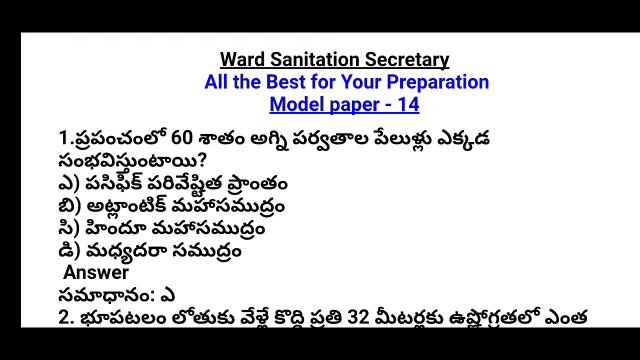 Ward Sanitation Secretary
All the Best for Your Preparation
Model paper - 14
1.ప్రపంచంలో 60 శాతం అగ్ని పర్వతాల పేలుళ్లు ఎక్కడ
సంభవిస్తుంటాయి?
ఎ) పసిఫిక్ పరివేష్టిత ప్రాంతం
బి) అట్లాంటిక్ మహాసముద్రం
సి) హిందూ మహాసముద్రం
డి) మధ్యదరా సముద్రం
Answer
సమాధానం: ఎ
2. భూపటలం లోతుకు వేళ్లే కొద్ది ప్రతి 32 మీటర్లకు ఉష్ణోగ్రతలో ఎంత